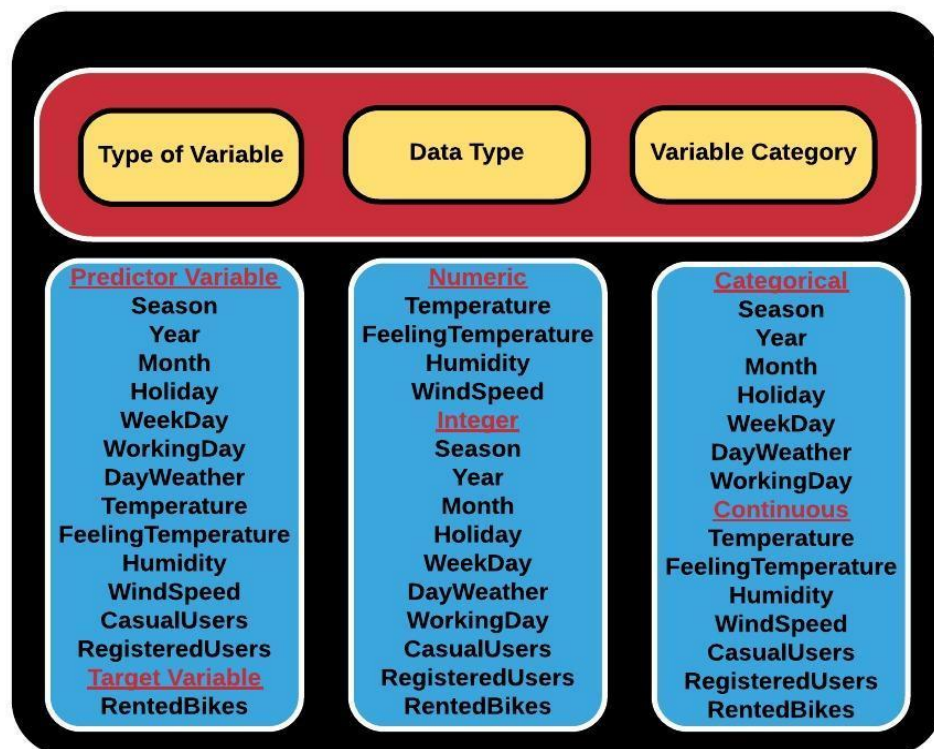 Type of Variable
Data Type
Variable Category
Predictor Variable
Season
Year
Month
Holiday
WeekDay
WorkingDay
DayWeather
Temperature
FeelingTemperature
Humidity
WindSpeed
CasualUsers
RegisteredUsers
Target Variable
RentedBikes
Numeric
Temperature
FeelingTemperature
Humidity
WindSpeed
Integer
Season
Year
Month
Holiday
WeekDay
DayWeather
WorkingDay
CasualUsers
RegisteredUsers
RentedBikes
Categorical
Season
Year
Month
Holiday
WeekDay
DayWeather
WorkingDay
Continuous
Temperature
FeelingTemperature
Humidity
WindSpeed
CasualUsers
RegisteredUsers
RentedBikes